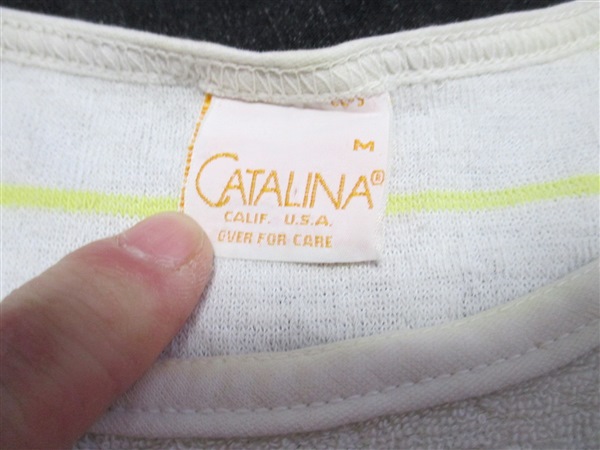 M
CATALINA®
CALIF. U.S.A.
OVER FOR CARE